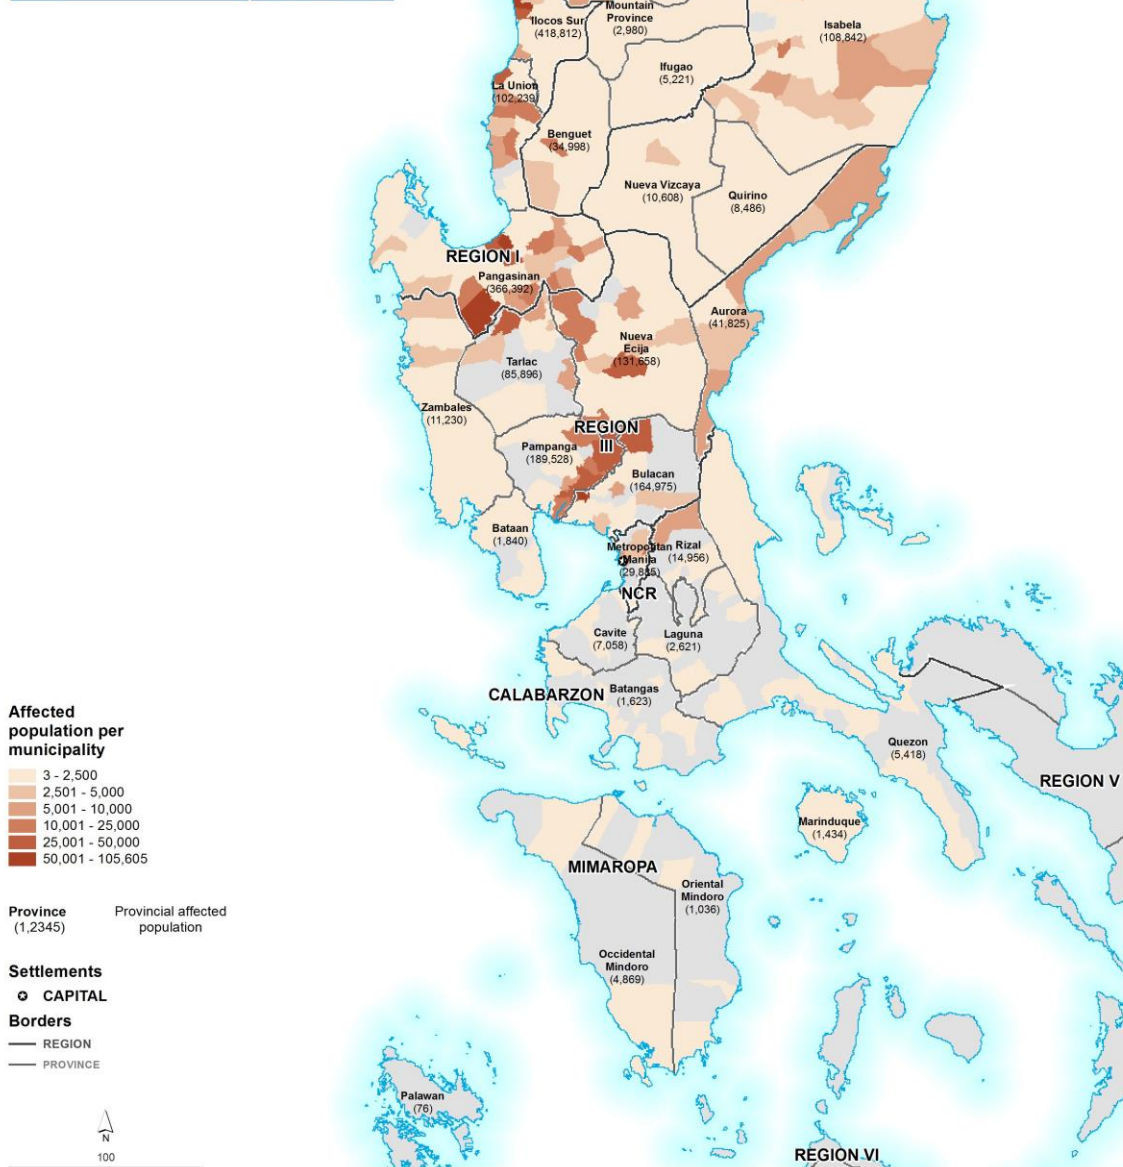 Mountain
Province
(2,980)
Ilocos Sur
(418,812)
Isabela
(108,842)
Ifugao
(5,221)
La Union
(102,239)
Benguet
(34,998)
Nueva Vizcaya
(10,608)
Quirino
(8,486)
REGION I
Pangasinan
(366,392)
Aurora
(41,825)
Nueva
Ecija
(131,658)
Tarlac
(85,896)
Zambales
(11,230)
REGION
III
Pampanga
(189,528)
Bulacan
(164,975)
Bataan
(1,840)
Metropolitan
Manila
(29,885)
Rizal
(14,956)
NCR
Cavite
(7,058)
Laguna
(2,621)
CALABARZON
Batangas
(1,623)
Quezon
(5,418)
REGION V
Marinduque
(1,434)
MIMAROPA
Oriental
Mindoro
(1,036)
Occidental
Mindoro
(4,869)
Palawan
(76)
REGION VI
Affected
population per
municipality
3 - 2,500
2,501 - 5,000
5,001 - 10,000
10,001 - 25,000
25,001 - 50,000
50,001 - 105,605
Province
(1,2345)
Provincial affected
population
Settlements
CAPITAL
Borders
REGION
PROVINCE
N
100